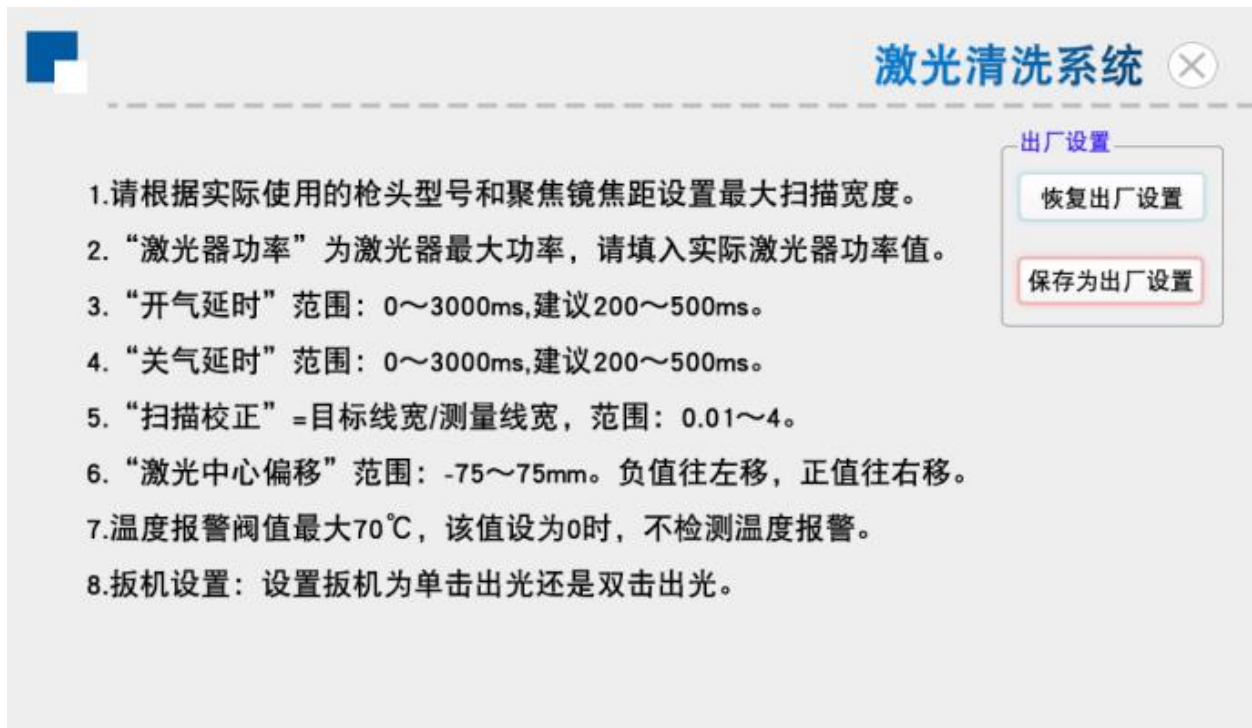 激光清洗系统
出厂设置
恢复出厂设置
保存为出厂设置
1.请根据实际使用的枪头型号和聚焦镜焦距设置最大扫描宽度。
2.“激光器功率”为激光器最大功率，请填入实际激光器功率值。
3.“开气延时”范围：0～3000ms,建议200～500ms。
4.“关气延时”范围：0～3000ms,建议200～500ms。
5.“扫描校正”=目标线宽/测量线宽，范围：0.01～4。
6.“激光中心偏移”范围：-75～75mm。负值往左移，正值往右移。
7.温度报警阀值最大70℃，该值设为0时，不检测温度报警。
8.扳机设置：设置扳机为单击出光还是双击出光。